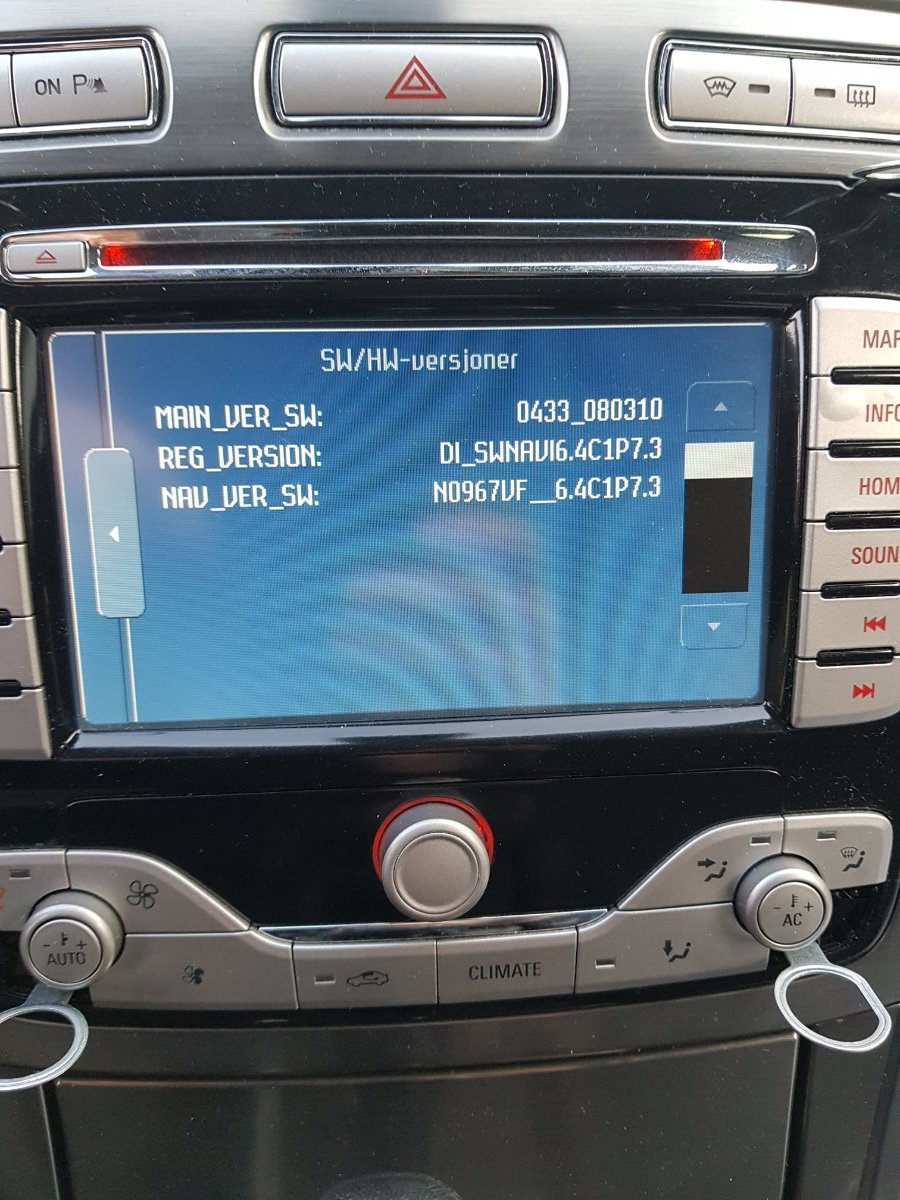 ON P
SW/HW-versjoner
MAIN_VER_SW: 0433_080310
REG_VERSION: DI_SWNAVI6.4C1P7.3
NAV_VER_SW: N0967VF__6.4C1P7.3
MAP
INFO
HOM
SOUN
- + AUTO
CLIMATE
- + AC